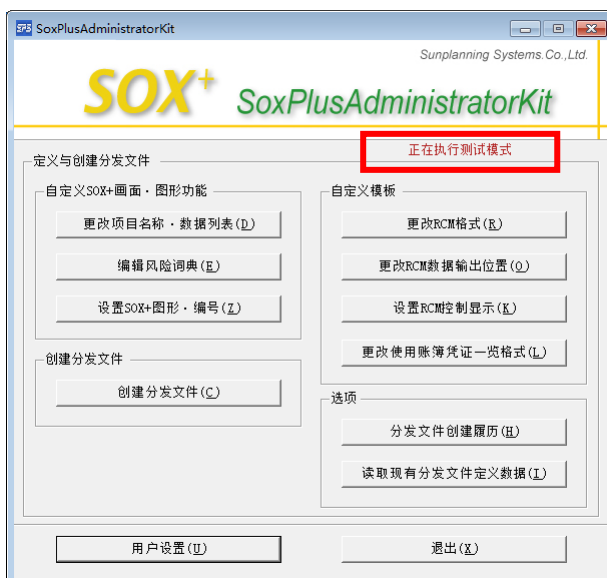 SPS SoxPlusAdministratorKit
Sunplanning Systems.Co.,Ltd.
SOX+ SoxPlusAdministratorKit
正在执行测试模式
定义与创建分发文件
自定义SOX+画面・图形功能
更改项目名称・数据列表(D)
编辑风险词典(E)
设置SOX+图形・编号(Z)
创建分发文件
创建分发文件(C)
自定义模板
更改RCM格式(R)
更改RCM数据输出位置(O)
设置RCM控制显示(K)
更改使用账簿凭证一览格式(L)
选项
分发文件创建履历(H)
读取现有分发文件定义数据(I)
用户设置(U)
退出(X)